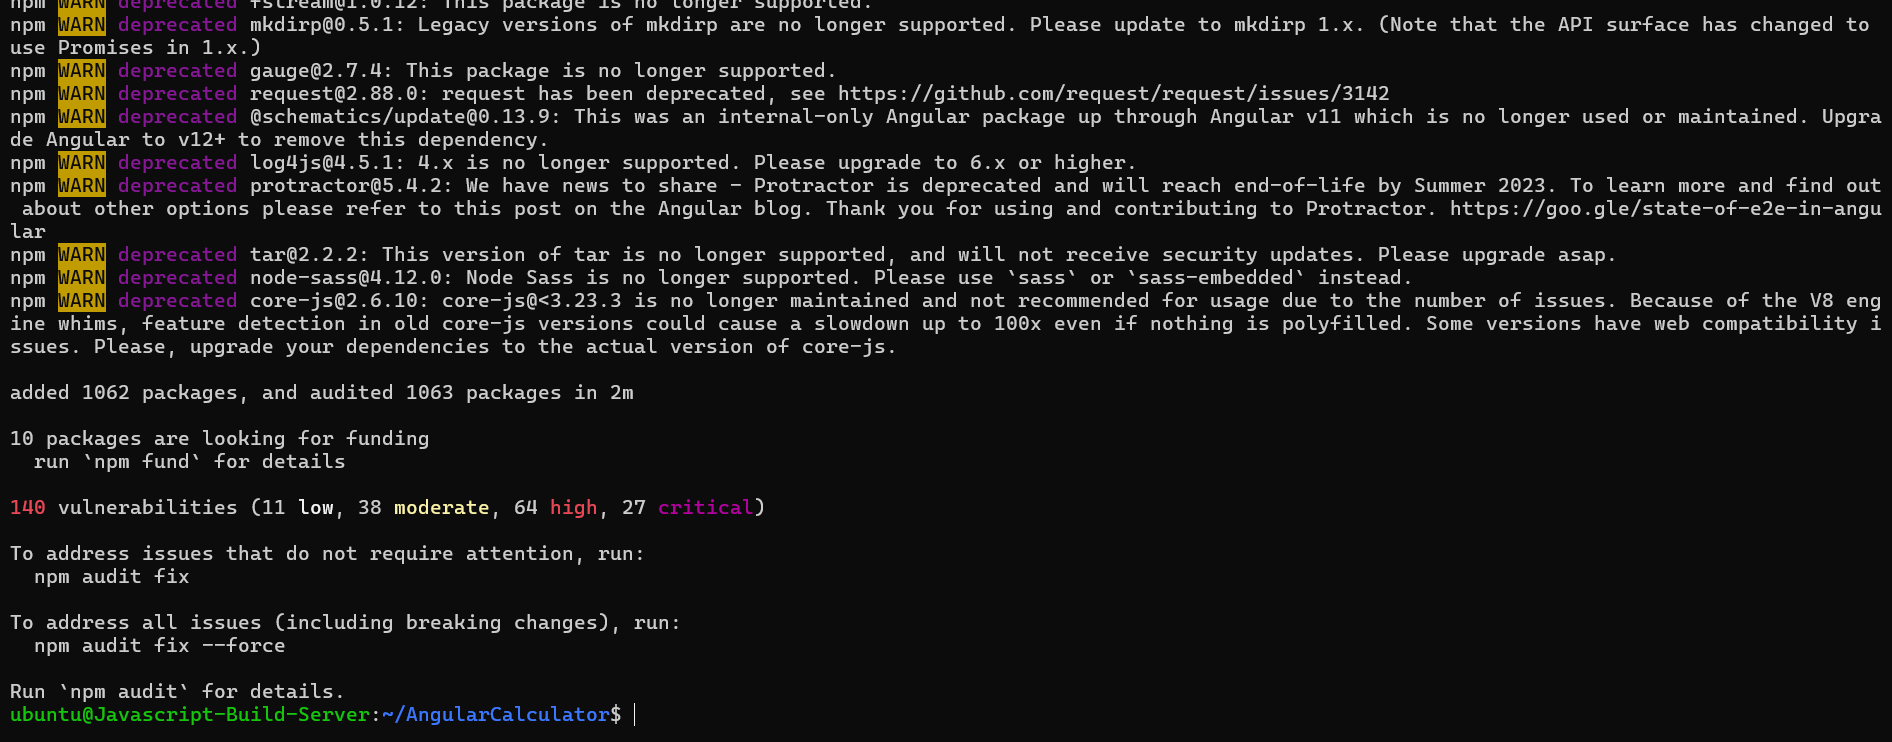 npm WARN deprecated fstream@1.0.12: This package is no longer supported.
npm WARN deprecated mkdirp@0.5.1: Legacy versions of mkdirp are no longer supported. Please update to mkdirp 1.x. (Note that the API surface has changed to
use Promises in 1.x.)
npm WARN deprecated gauge@2.7.4: This package is no longer supported.
npm WARN deprecated request@2.88.0: request has been deprecated, see https://github.com/request/request/issues/3142
npm WARN deprecated @schematics/update@0.13.9: This was an internal-only Angular package up through Angular v11 which is no longer used or maintained. Upgra
de Angular to v12+ to remove this dependency.
npm WARN deprecated log4js@4.5.1: 4.x is no longer supported. Please upgrade to 6.x or higher.
npm WARN deprecated protractor@5.4.2: We have news to share - Protractor is deprecated and will reach end-of-life by Summer 2023. To learn more and find out
 about other options please refer to this post on the Angular blog. Thank you for using and contributing to Protractor. https://goo.gle/state-of-e2e-in-angu
lar
npm WARN deprecated tar@2.2.2: This version of tar is no longer supported, and will not receive security updates. Please upgrade asap.
npm WARN deprecated node-sass@4.12.0: Node Sass is no longer supported. Please use `sass` or `sass-embedded` instead.
npm WARN deprecated core-js@2.6.10: core-js@<3.23.3 is no longer maintained and not recommended for usage due to the number of issues. Because of the V8 eng
ine whims, feature detection in old core-js versions could cause a slowdown up to 100x even if nothing is polyfilled. Some versions have web compatibility i
ssues. Please, upgrade your dependencies to the actual version of core-js.
added 1062 packages, and audited 1063 packages in 2m
10 packages are looking for funding
  run `npm fund` for details
140 vulnerabilities (11 low, 38 moderate, 64 high, 27 critical)
To address issues that do not require attention, run:
  npm audit fix
To address all issues (including breaking changes), run:
  npm audit fix --force
Run `npm audit` for details.
ubuntu@Javascript-Build-Server:~/AngularCalculator$